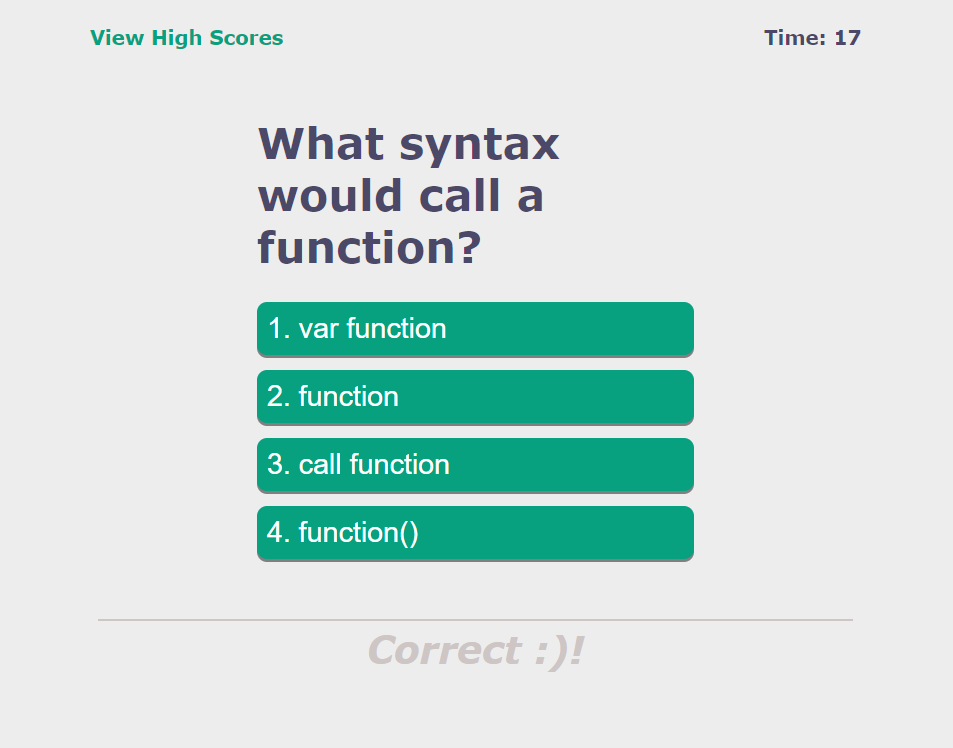 View High Scores
Time: 17
What syntax
would call a
function?
1. var function
2. function
3. call function
4. function()
Correct :)!